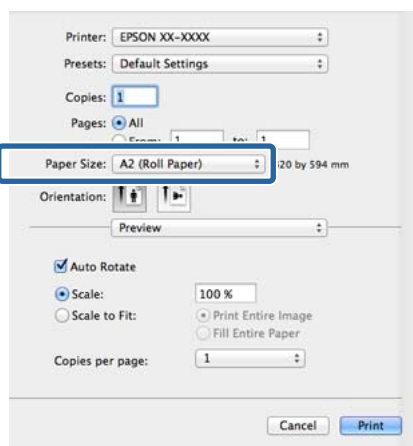 Printer: EPSON XX-XXXX
Presets: Default Settings
Copies: 1
Pages: All
From: 1 to: 1
Paper Size: A2 (Roll Paper) 20 by 594 mm
Orientation:
Preview
Auto Rotate
Scale: 100 %
Scale to Fit: Print Entire Image
Fill Entire Paper
Copies per page: 1
Cancel Print